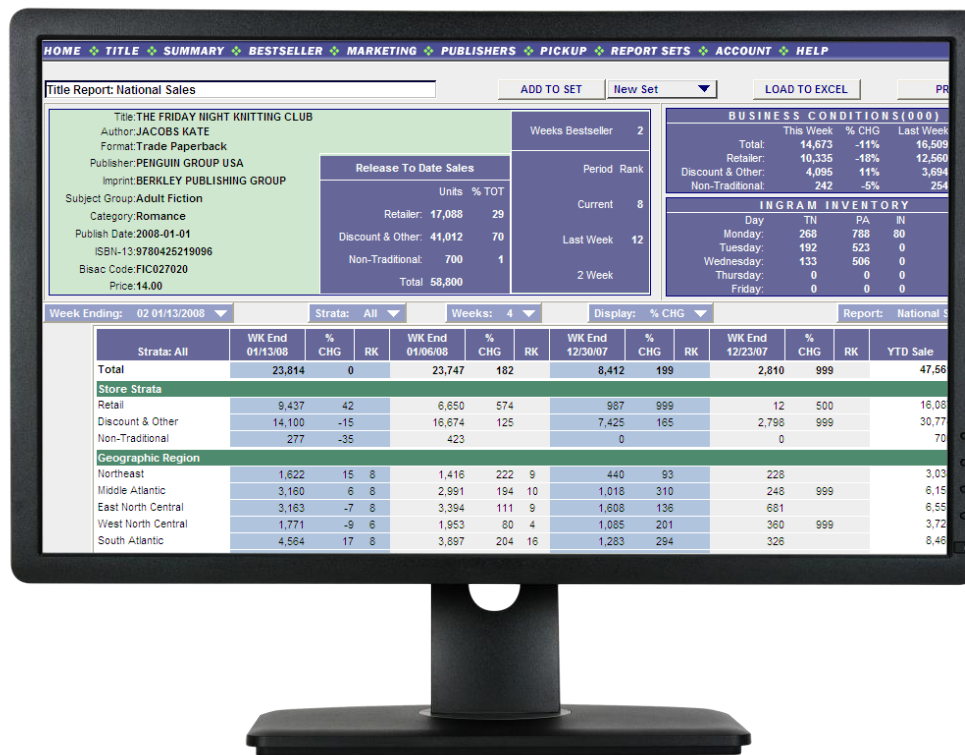 HOME TITLE SUMMARY BESTSELLER MARKETING PUBLISHERS PICKUP REPORT SETS ACCOUNT HELP
Title Report: National Sales
ADD TO SET
New Set
LOAD TO EXCEL
PR
Title:THE FRIDAY NIGHT KNITTING CLUB
Author:JACOBS KATE
Format:Trade Paperback
Publisher:PENGUIN GROUP USA
Imprint:BERKLEY PUBLISHING GROUP
Subject Group:Adult Fiction
Category:Romance
Publish Date:2008-01-01
ISBN-13:9780425219096
Bisac Code:FIC027020
Price:14.00
Release To Date Sales
Units % TOT
Retailer: 17,088 29
Discount & Other: 41,012 70
Non-Traditional: 700 1
Total 58,800
Weeks Bestseller 2
Period Rank
Current 8
Last Week 12
2 Week
BUSINESS CONDITIONS(000)
This Week % CHG Last Week
Total: 14,673 -11% 16,509
Retailer: 10,335 -18% 12,560
Discount & Other: 4,095 11% 3,694
Non-Traditional: 242 -5% 254
INGRAM INVENTORY
Day TN PA IN
Monday: 268 788 80
Tuesday: 192 523 0
Wednesday: 133 506 0
Thursday: 0 0 0
Friday: 0 0 0
Week Ending: 02 01/13/2008
Strata: All
Weeks: 4
Display: % CHG
Report: National S
Strata: All WK End 01/13/08 % CHG RK WK End 01/06/08 % CHG RK WK End 12/30/07 % CHG RK WK End 12/23/07 % CHG RK YTD Sale
Total 23,814 0 23,747 182 8,412 199 2,810 999 47,56
Store Strata
Retail 9,437 42 6,650 574 987 999 12 500 16,08
Discount & Other 14,100 -15 16,674 125 7,425 165 2,798 999 30,77
Non-Traditional 277 -35 423 0 0 70
Geographic Region
Northeast 1,622 15 8 1,416 222 9 440 93 228 3,03
Middle Atlantic 3,160 6 8 2,991 194 10 1,018 310 248 999 6,15
East North Central 3,163 -7 8 3,394 111 9 1,608 136 681 6,55
West North Central 1,771 -9 6 1,953 80 4 1,085 201 360 999 3,72
South Atlantic 4,564 17 8 3,897 204 16 1,283 294 326 8,46